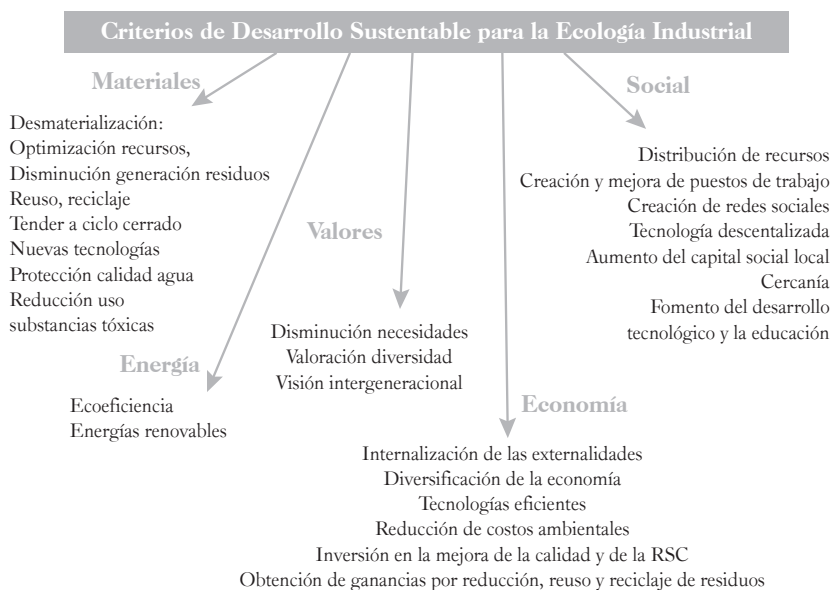 Criterios de Desarrollo Sustentable para la Ecología Industrial
Materiales
Desmaterialización:
Optimización recursos,
Disminución generación residuos
Reuso, reciclaje
Tender a ciclo cerrado
Nuevas tecnologías
Protección calidad agua
Reducción uso
substancias tóxicas
Energía
Ecoeficiencia
Energías renovables
Valores
Disminución necesidades
Valoración diversidad
Visión intergeneracional
Economía
Internalización de las externalidades
Diversificación de la economía
Tecnologías eficientes
Reducción de costos ambientales
Inversión en la mejora de la calidad y de la RSC
Obtención de ganancias por reducción, reuso y reciclaje de residuos
Social
Distribución de recursos
Creación y mejora de puestos de trabajo
Creación de redes sociales
Tecnología descentalizada
Aumento del capital social local
Cercanía
Fomento del desarrollo
tecnológico y la educación